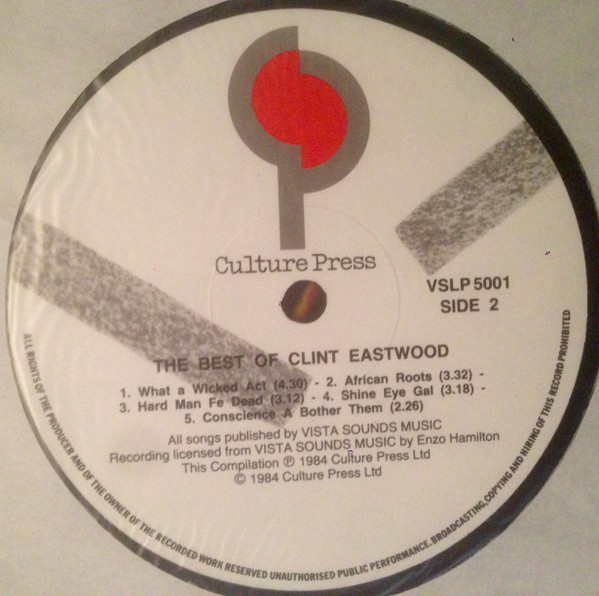 Culture Press
VSLP 5001
SIDE 2
THE BEST OF CLINT EASTWOOD
1. What a Wicked Act (4.30) - 2. African Roots (3.32) -
3. Hard Man Fe Dead (3.12) - 4. Shine Eye Gal (3.18) -
5. Conscience A Bother Them (2.26)
All songs published by VISTA SOUNDS MUSIC
Recording licensed from VISTA SOUNDS MUSIC by Enzo Hamilton
This Compilation ℗ 1984 Culture Press Ltd
© 1984 Culture Press Ltd
ALL RIGHTS OF THE PRODUCER AND OF THE OWNER OF THE RECORDED WORK RESERVED UNAUTHORISED PUBLIC PERFORMANCE, BROADCASTING, COPYING AND HIRING OF THIS RECORD PROHIBITED